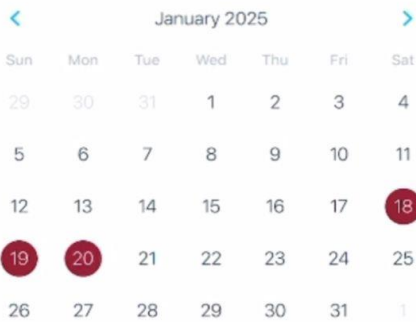 January 2025
Sun Mon Tue Wed Thu Fri Sat
29 30 31 1 2 3 4
5 6 7 8 9 10 11
12 13 14 15 16 17 18
19 20 21 22 23 24 25
26 27 28 29 30 31 1